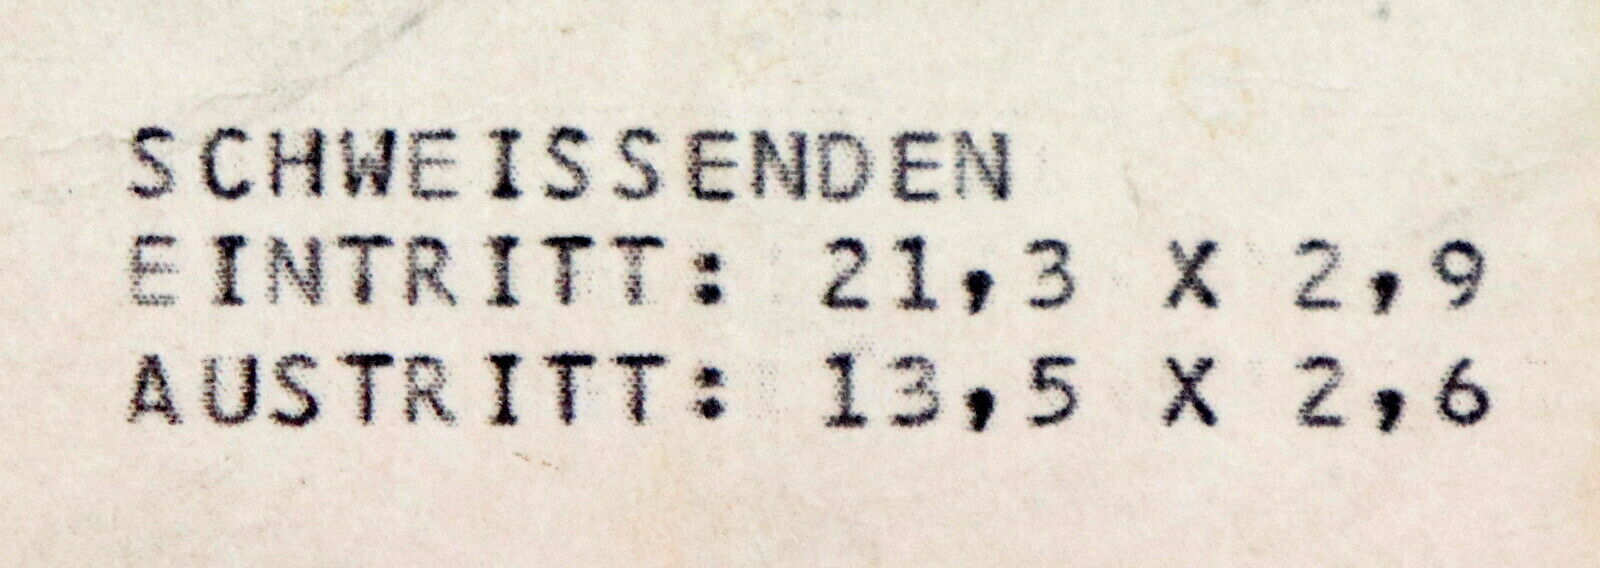 SCHWEISSENDEN
EINTRITT: 21,3 X 2,9
AUSTRITT: 13,5 X 2,6